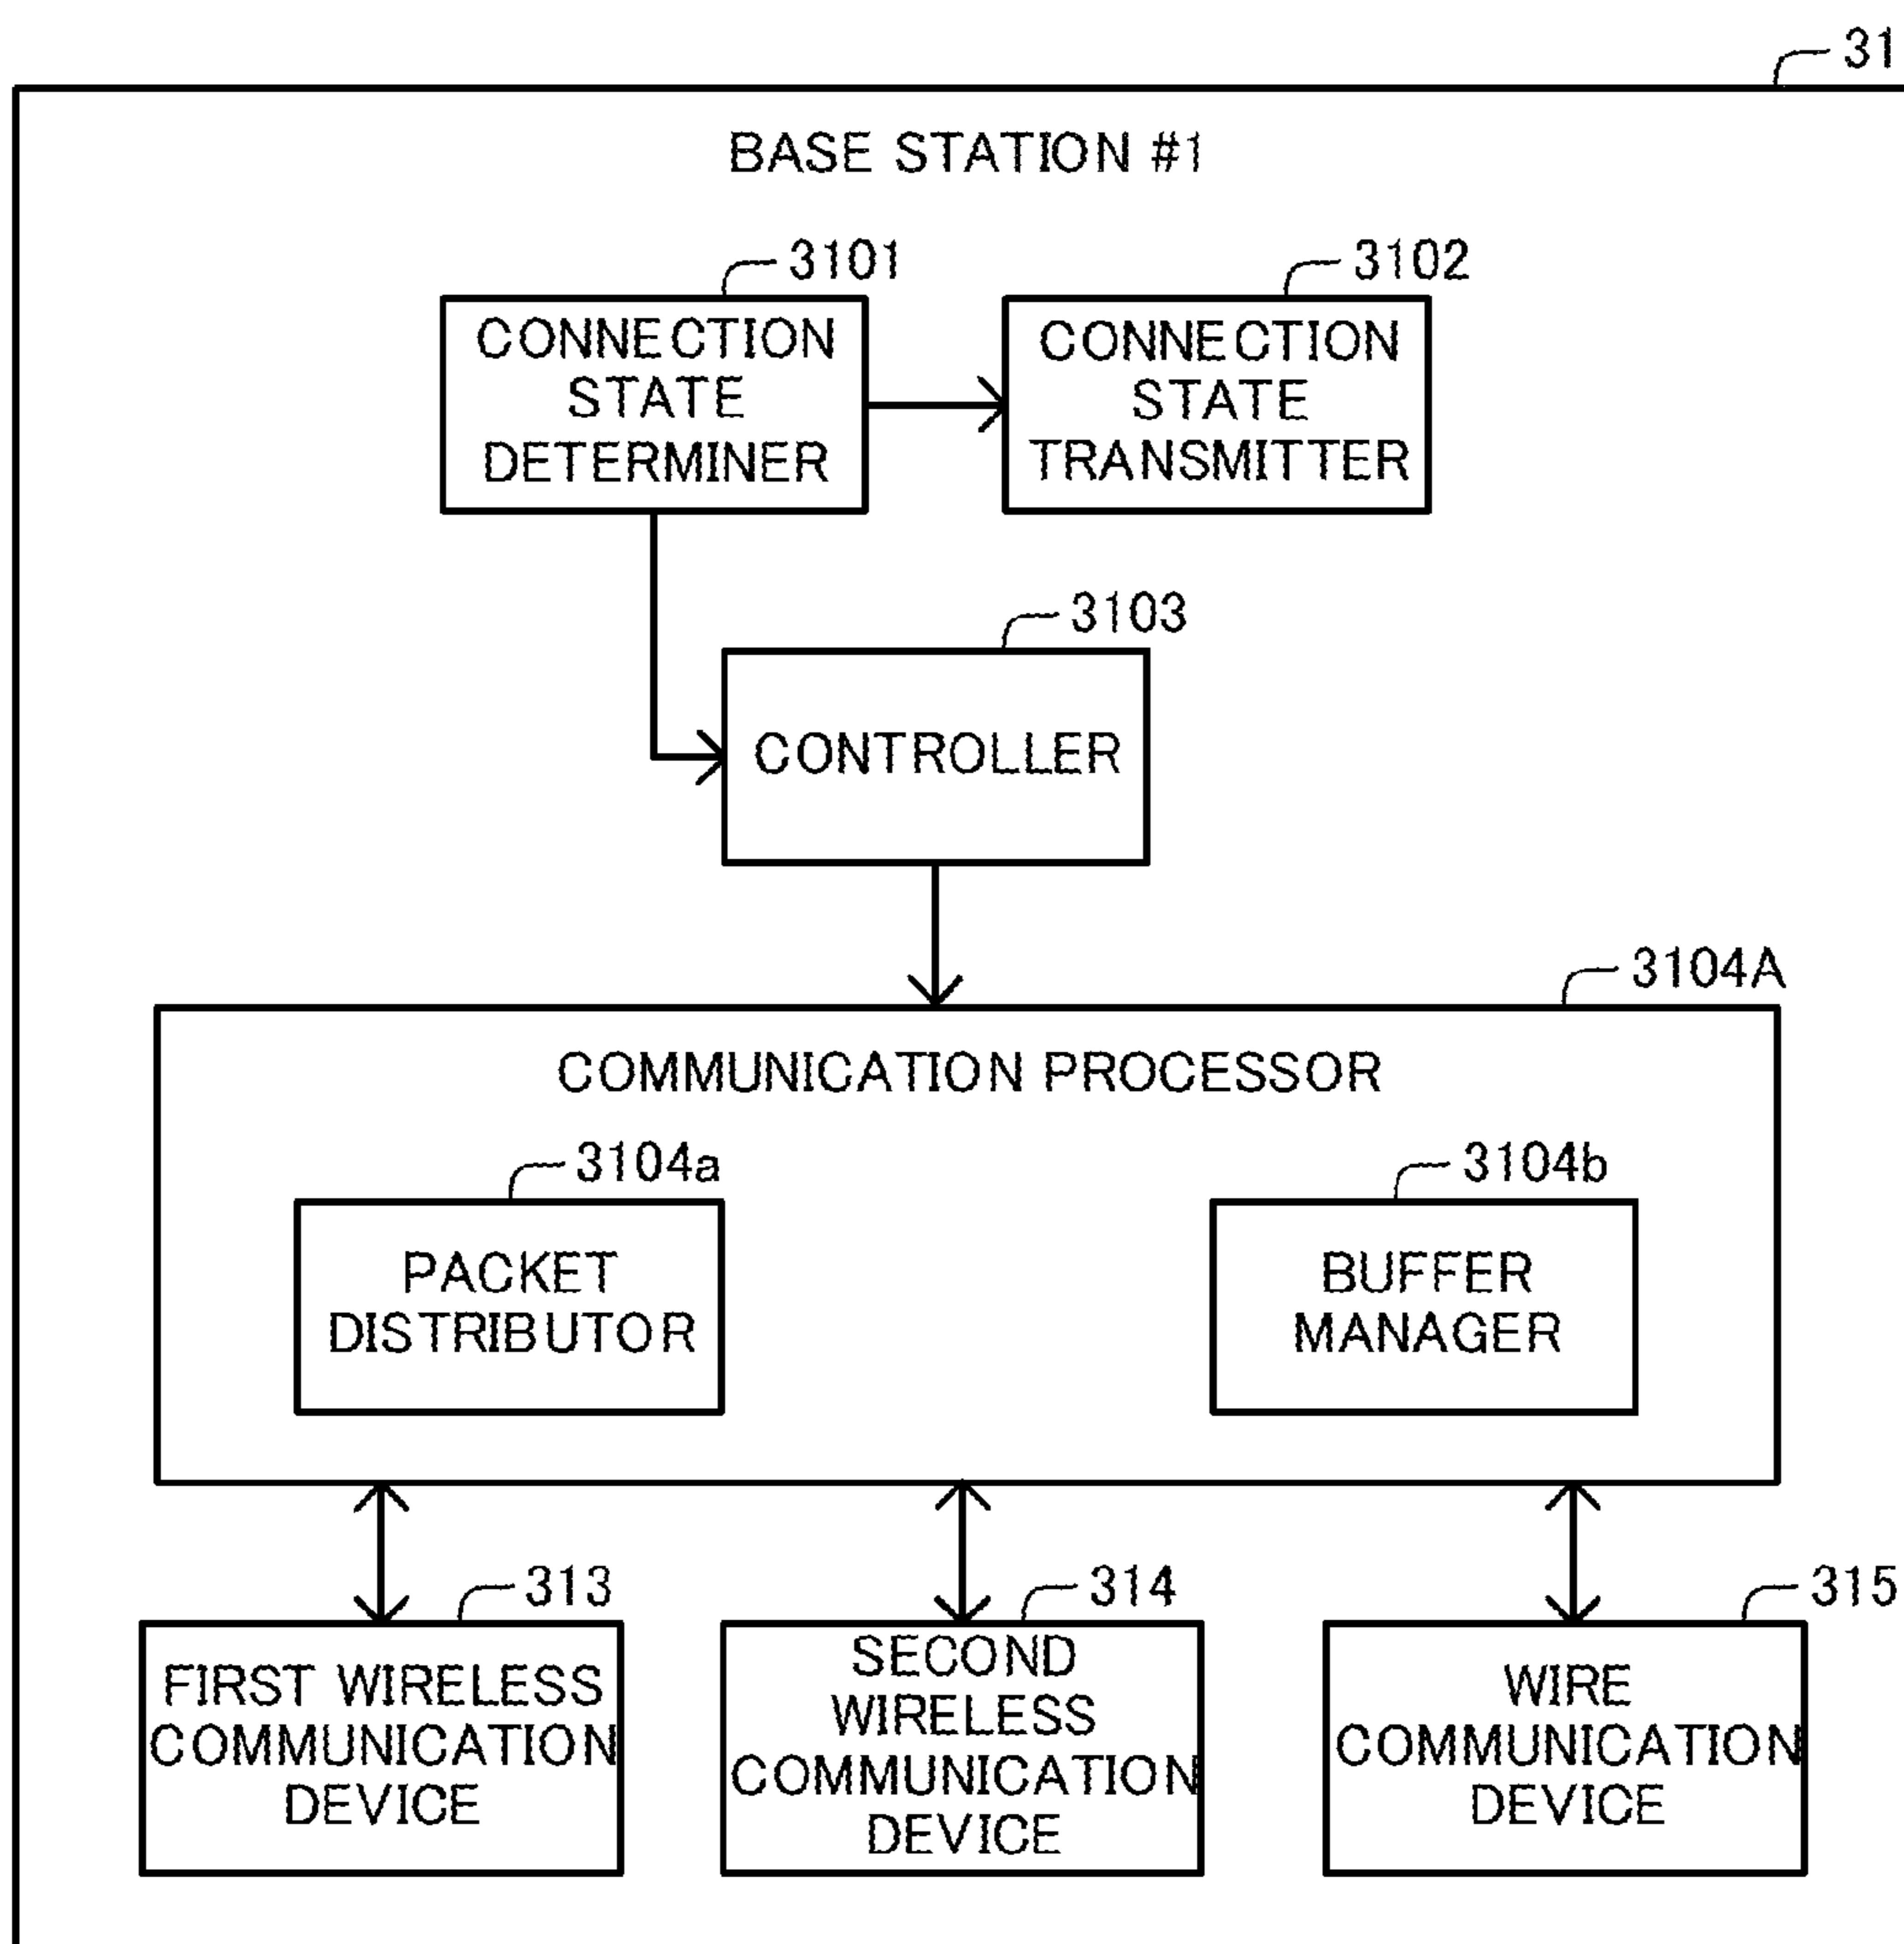 31
BASE STATION #1
3101
3102
CONNECTION
STATE
DETERMINER
CONNECTION
STATE
TRANSMITTER
3103
CONTROLLER
3104A
COMMUNICATION PROCESSOR
3104a
3104b
PACKET
DISTRIBUTOR
BUFFER
MANAGER
313
314
315
FIRST WIRELESS
COMMUNICATION
DEVICE
SECOND
WIRELESS
COMMUNICATION
DEVICE
WIRE
COMMUNICATION
DEVICE